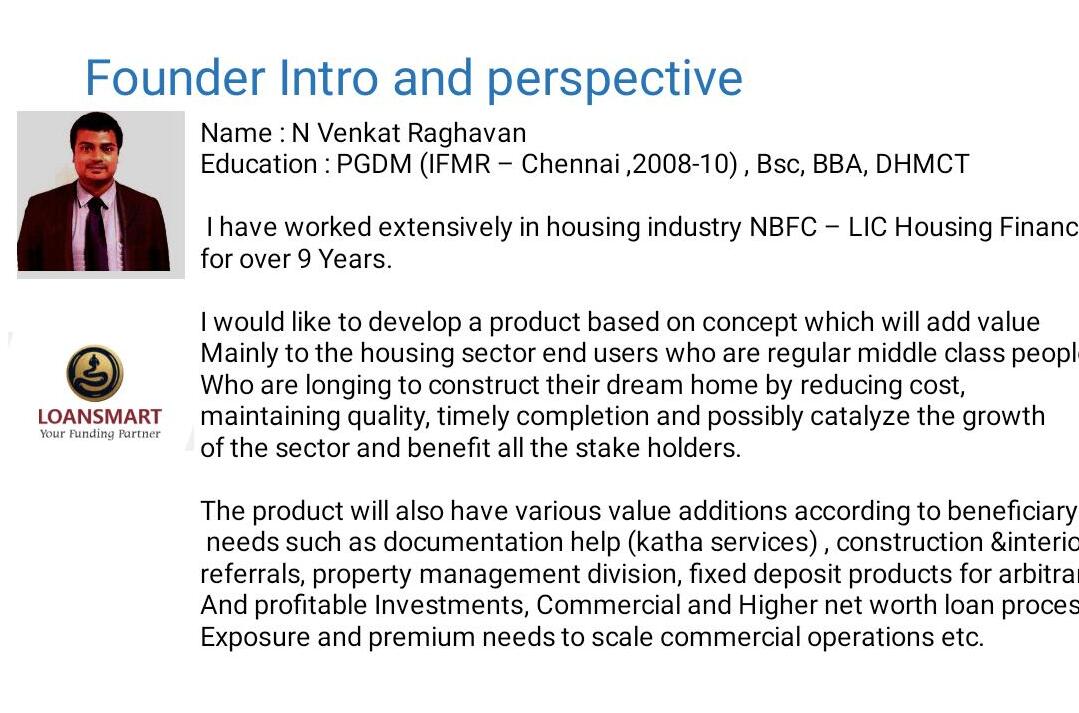 Founder Intro and perspective
Name : N Venkat Raghavan
Education : PGDM (IFMR – Chennai ,2008-10) , Bsc, BBA, DHMCT
I have worked extensively in housing industry NBFC – LIC Housing Financ
for over 9 Years.
I would like to develop a product based on concept which will add value
Mainly to the housing sector end users who are regular middle class peopl
Who are longing to construct their dream home by reducing cost,
maintaining quality, timely completion and possibly catalyze the growth
of the sector and benefit all the stake holders.
LOANSMART
Your Funding Partner
The product will also have various value additions according to beneficiary
needs such as documentation help (katha services) , construction &interio
referrals, property management division, fixed deposit products for arbitra
And profitable Investments, Commercial and Higher net worth loan proces
Exposure and premium needs to scale commercial operations etc.